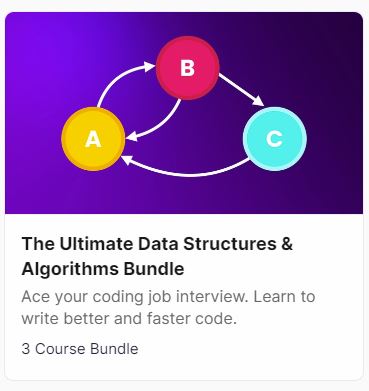 B
A
C
The Ultimate Data Structures &
Algorithms Bundle
Ace your coding job interview. Learn to
write better and faster code.
3 Course Bundle